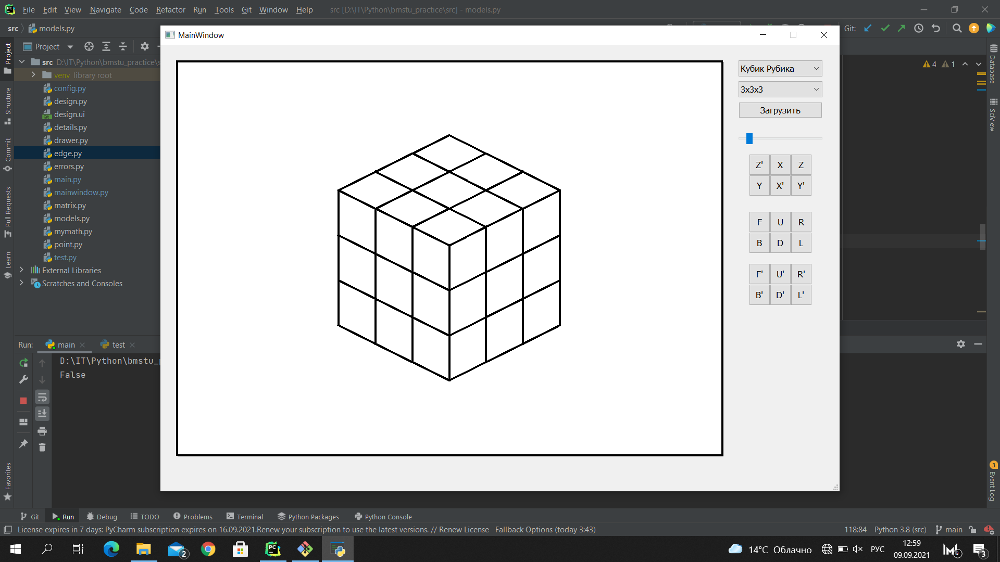 File Edit View Navigate Code Refactor Run Tools Git Window Help src [D:\IT\Python\bmstu_practice\src] - models.py
src models.py
Git:
MainWindow
Project
src D:\IT\Python\bmstu_practice\s
venv library root
config.py
design.py
design.ui
details.py
drawer.py
edge.py
errors.py
main.py
mainwindow.py
matrix.py
models.py
mymath.py
point.py
test.py
External Libraries
Scratches and Consoles
Project
Structure
Commit
Pull Requests
Learn
Favorites
Кубик Рубика
3x3x3
Загрузить
Z' X Z
Y X' Y'
F U R
B D L
F' U' R'
B' D' L'
4 1
Database
SciView
Event Log
3
Run: main test
D:\IT\Python\bmstu_
False
Git Run Debug TODO Problems Terminal Python Packages Python Console
License expires in 7 days: PyCharm subscription expires on 16.09.2021.Renew your subscription to use the latest versions. // Renew License Fallback Options (today 3:43) 118:84 Python 3.8 (src) main
2 PC 14°C Облачно РУС 12:59
09.09.2021
3